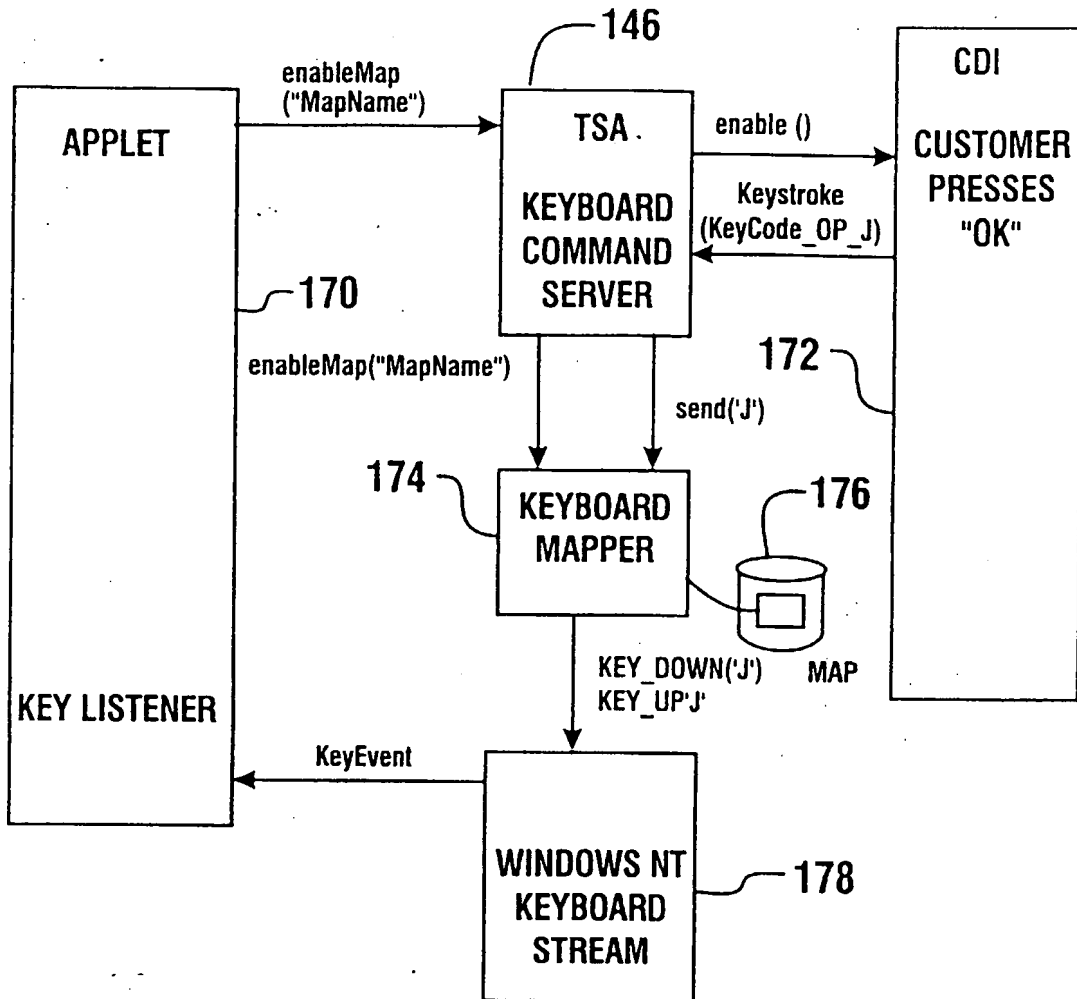 146
enableMap
("MapName")
APPLET
170
KEY LISTENER
TSA.
KEYBOARD
COMMAND
SERVER
enable ()
Keystroke
(KeyCode_OP_J)
CDI
CUSTOMER
PRESSES
"OK"
172
enableMap("MapName")
send('J')
174
KEYBOARD
MAPPER
176
MAP
KEY_DOWN('J')
KEY_UP'J'
KeyEvent
WINDOWS NT
KEYBOARD
STREAM
178